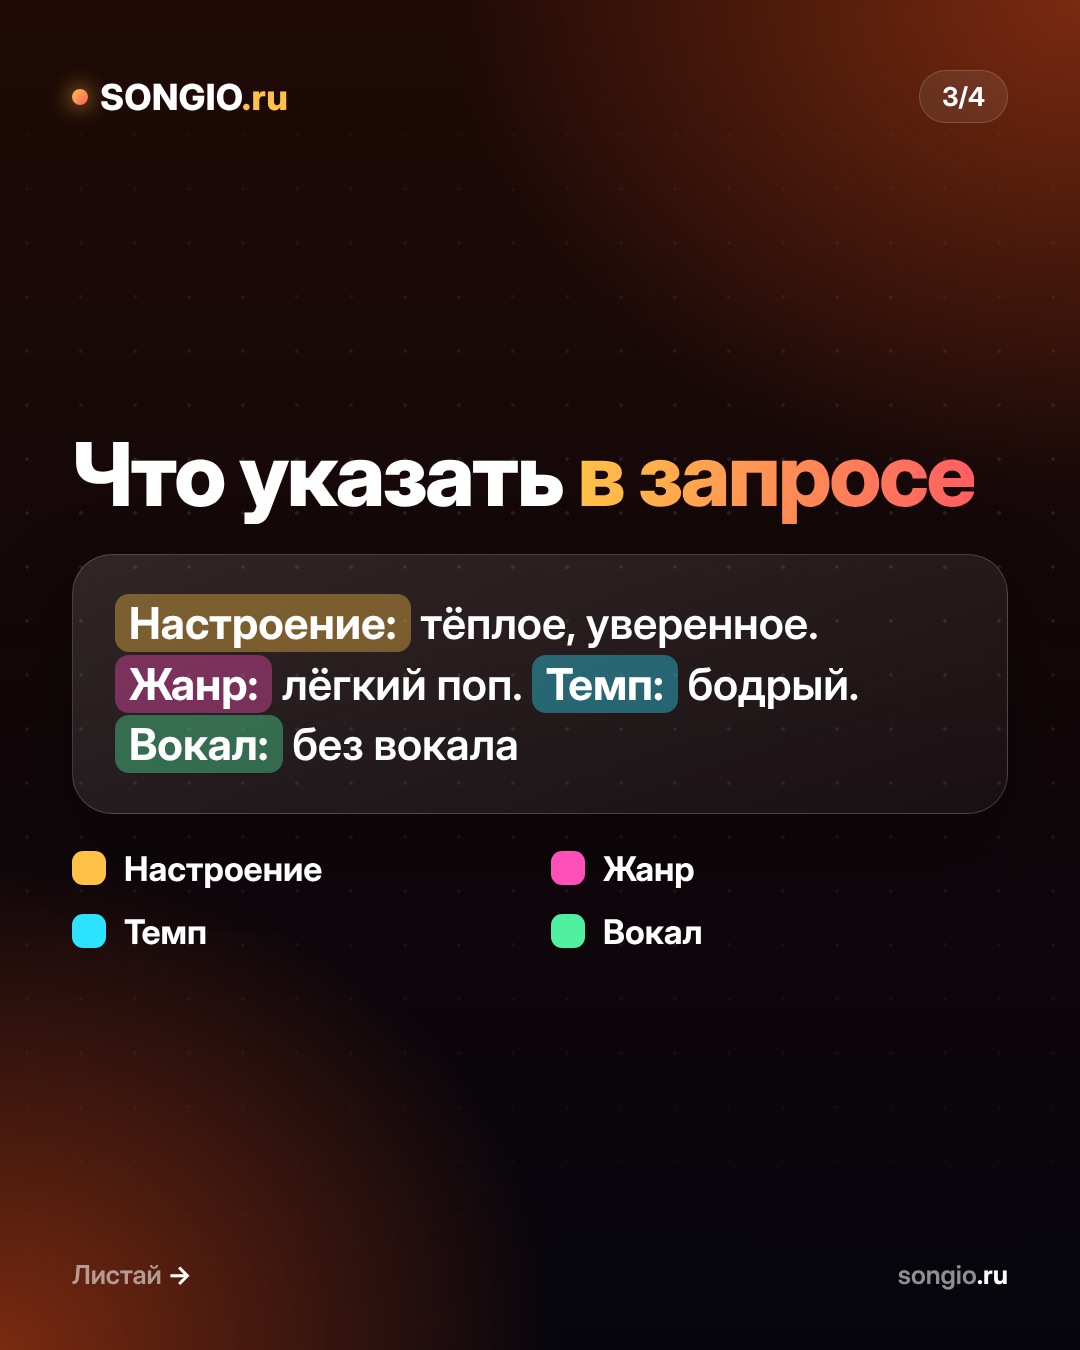 SONGIO.ru
3/4
Что указать в запросе
Настроение: тёплое, уверенное.
Жанр: лёгкий поп. Темп: бодрый.
Вокал: без вокала
Настроение
Жанр
Темп
Вокал
Листай →
songio.ru